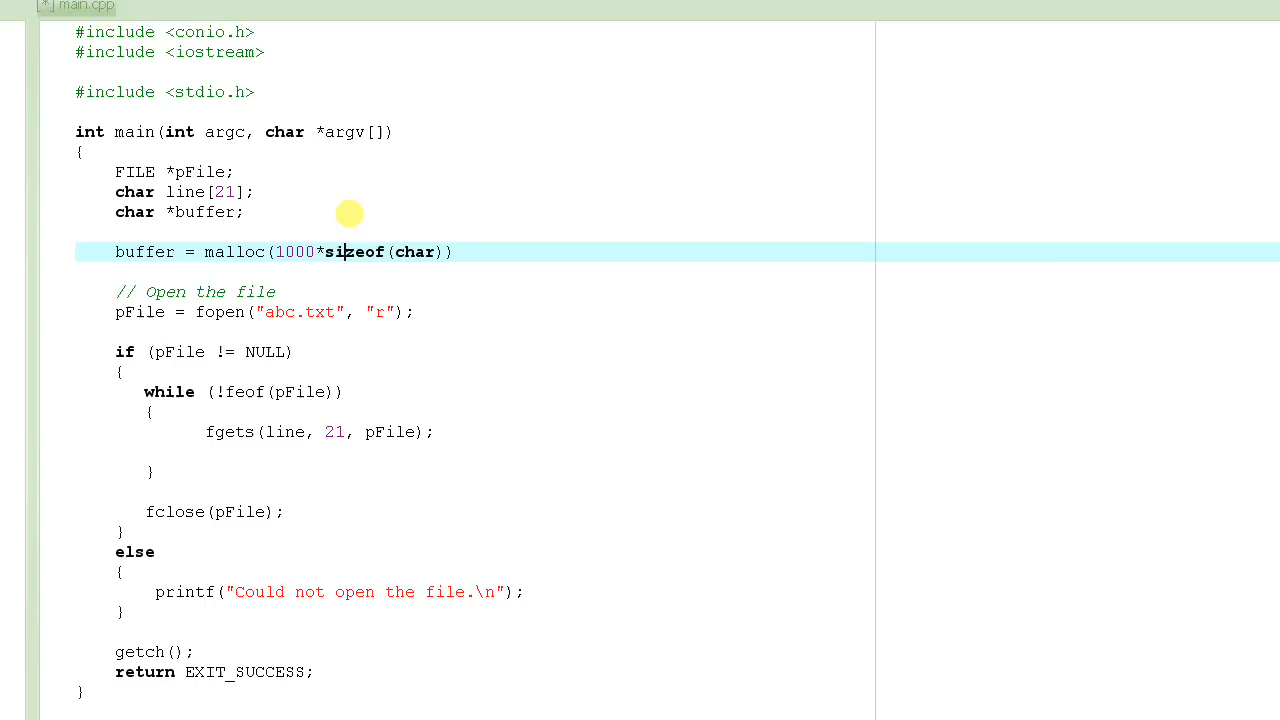 [*] main.cpp
#include <conio.h>
#include <iostream>
#include <stdio.h>
int main(int argc, char *argv[])
{
FILE *pFile;
char line[21];
char *buffer;
buffer = malloc(1000*sizeof(char))
// Open the file
pFile = fopen("abc.txt", "r");
if (pFile != NULL)
{
while (!feof(pFile))
{
fgets(line, 21, pFile);
}
fclose(pFile);
}
else
{
printf("Could not open the file.\n");
}
getch();
return EXIT_SUCCESS;
}